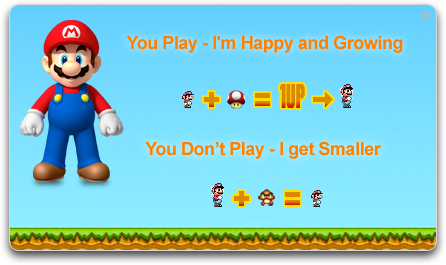 You Play - I'm Happy and Growing
+ = 1UP →
You Don't Play - I get Smaller
+ =